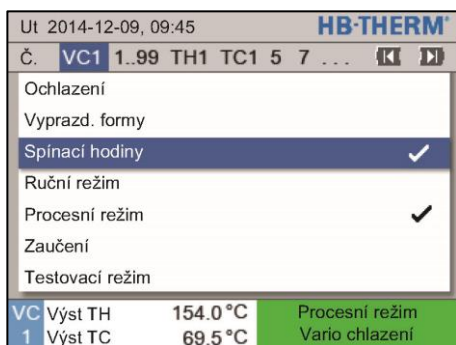 Ut 2014-12-09, 09:45 HB-THERM®
Č. VC1 1..99 TH1 TC1 5 7 ...
Ochlazení
Vyprazd. formy
Spínací hodiny
Ruční režim
Procesní režim
Zaučení
Testovací režim
VC Výst TH 154.0 °C Procesní režim
1 Výst TC 69.5 °C Vario chlazení